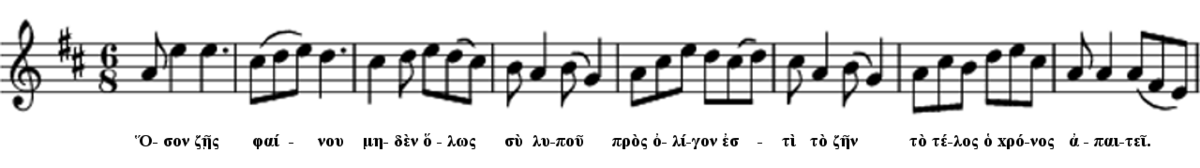 Ὅ- σον ζῇς φαί - νου μη- δὲν ὅ - λως σὺ λυ- ποῦ πρὸς ὀ- λί- γον ἐσ - τὶ τὸ ζῆν τὸ τέ- λος ὁ χρό- νος ἀ - παι- τεῖ.